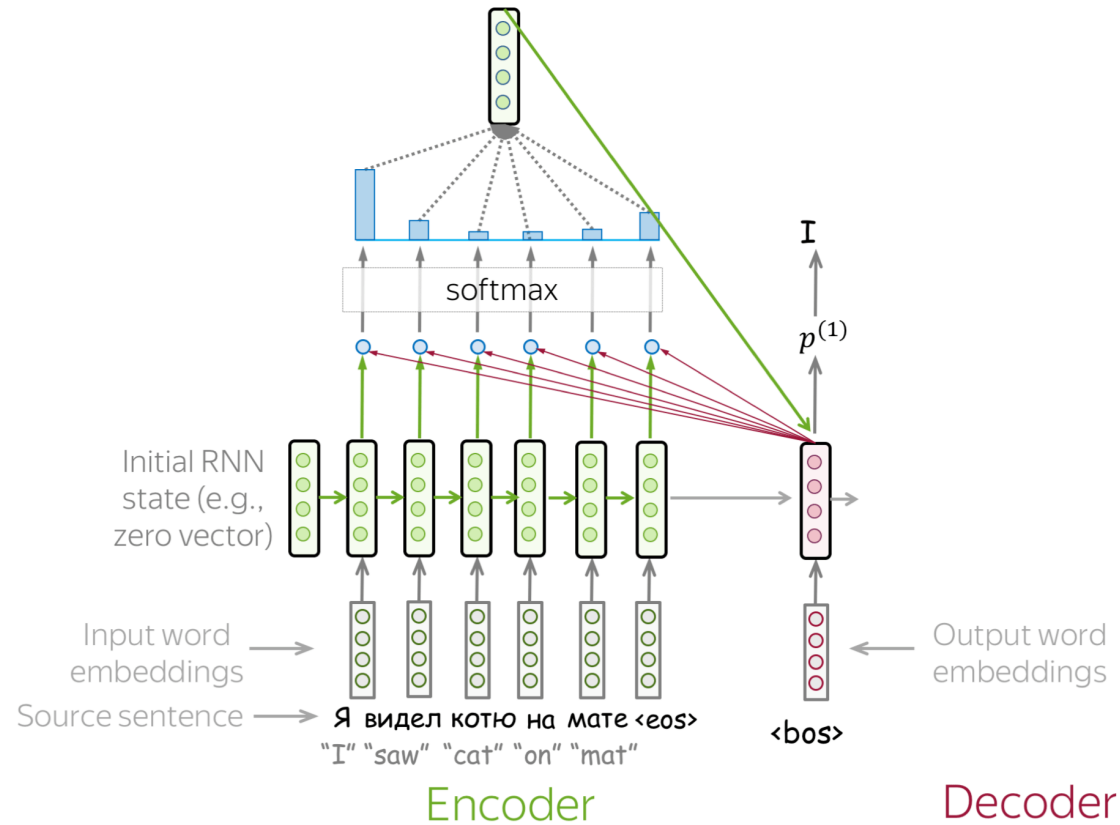 softmax
I
p⁽¹⁾
Initial RNN
state (e.g.,
zero vector)
Input word
embeddings
Output word
embeddings
Source sentence
Я видел котю на мате <eos>
"I" "saw" "cat" "on" "mat"
<bos>
Encoder
Decoder